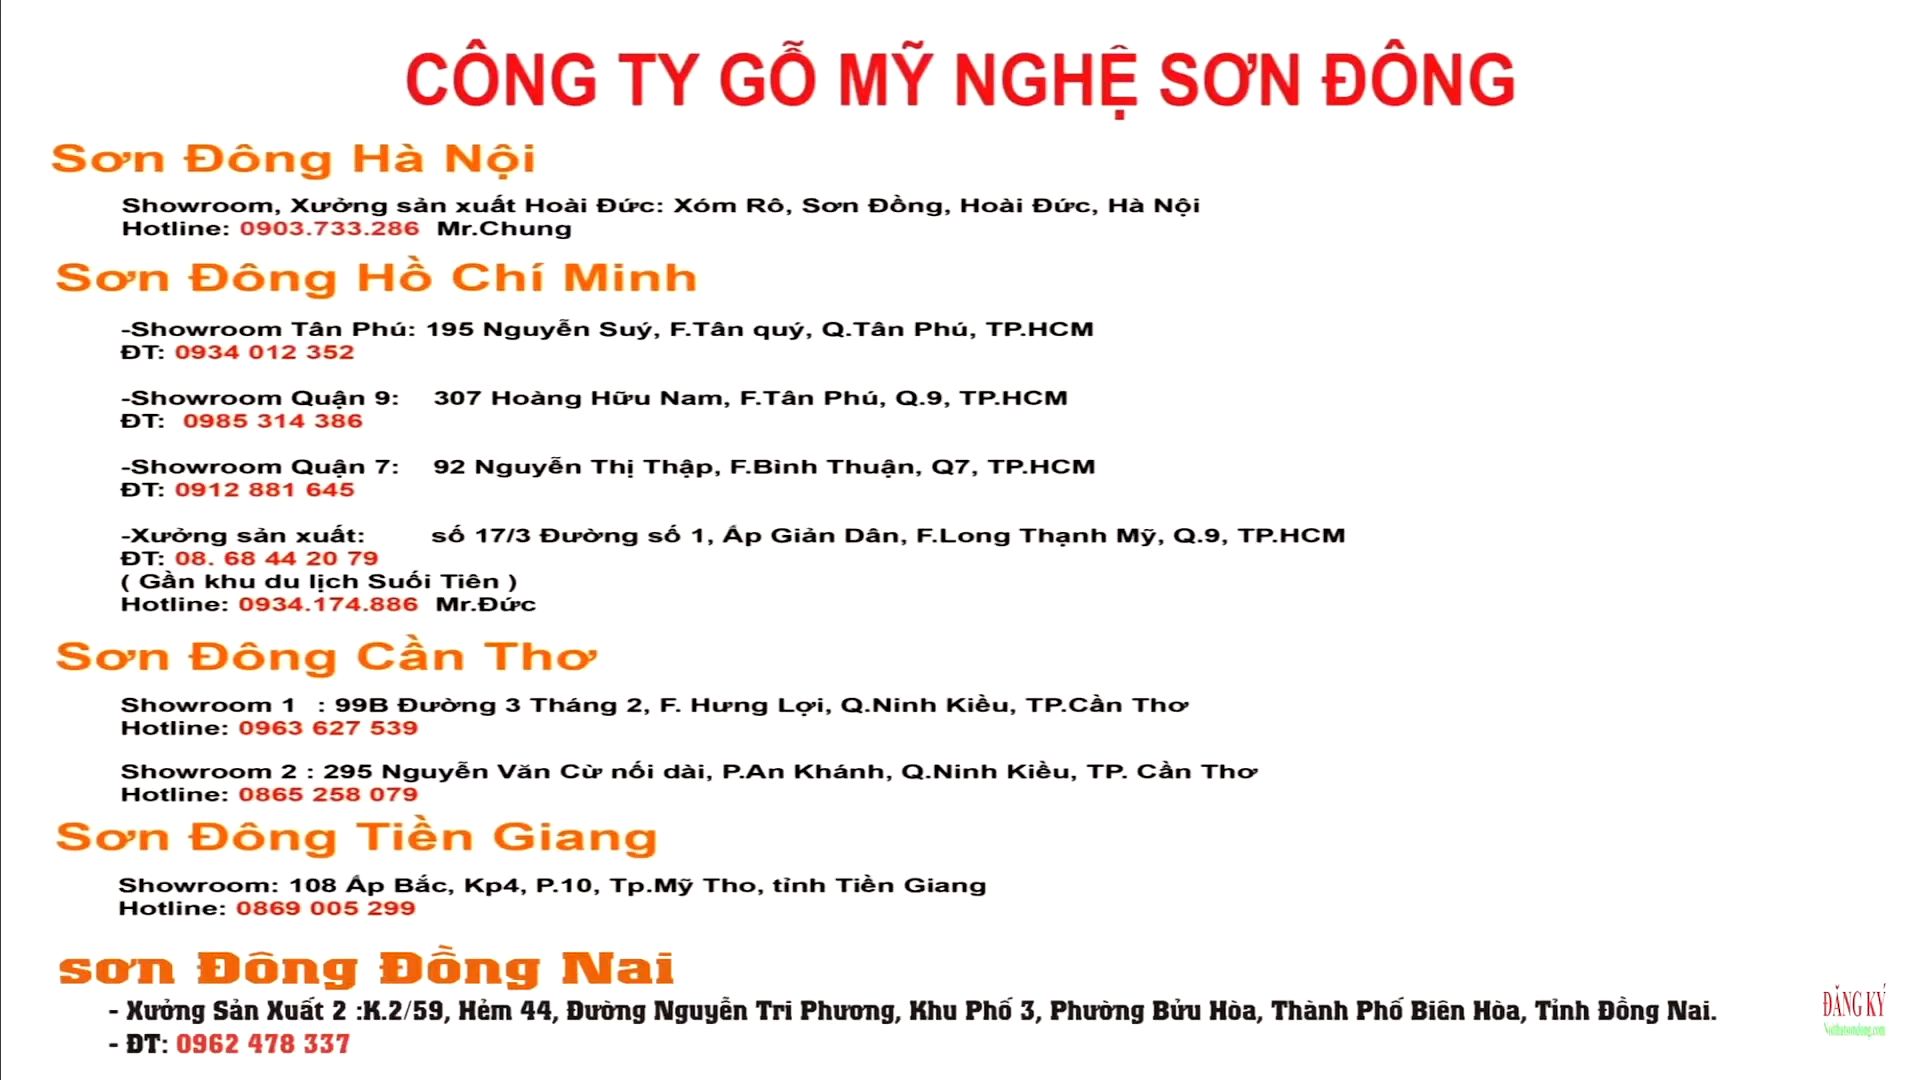 CÔNG TY GỖ MỸ NGHỆ SƠN ĐÔNG
Sơn Đông Hà Nội
Showroom, Xưởng sản xuất Hoài Đức: Xóm Rô, Sơn Đồng, Hoài Đức, Hà Nội
Hotline: 0903.733.286 Mr.Chung
Sơn Đông Hồ Chí Minh
-Showroom Tân Phú: 195 Nguyễn Suý, F.Tân quý, Q.Tân Phú, TP.HCM
ĐT: 0934 012 352
-Showroom Quận 9: 307 Hoàng Hữu Nam, F.Tân Phú, Q.9, TP.HCM
ĐT: 0985 314 386
-Showroom Quận 7: 92 Nguyễn Thị Thập, F.Bình Thuận, Q7, TP.HCM
ĐT: 0912 881 645
-Xưởng sản xuất: số 17/3 Đường số 1, Ấp Giản Dân, F.Long Thạnh Mỹ, Q.9, TP.HCM
ĐT: 08. 68 44 20 79
( Gần khu du lịch Suối Tiên )
Hotline: 0934.174.886 Mr.Đức
Sơn Đông Cần Thơ
Showroom 1 : 99B Đường 3 Tháng 2, F. Hưng Lợi, Q.Ninh Kiều, TP.Cần Thơ
Hotline: 0963 627 539
Showroom 2 : 295 Nguyễn Văn Cừ nối dài, P.An Khánh, Q.Ninh Kiều, TP. Cần Thơ
Hotline: 0865 258 079
Sơn Đông Tiền Giang
Showroom: 108 Ấp Bắc, Kp4, P.10, Tp.Mỹ Tho, tỉnh Tiền Giang
Hotline: 0869 005 299
sơn Đông Đồng Nai
- Xưởng Sản Xuất 2 :K.2/59, Hẻm 44, Đường Nguyễn Tri Phương, Khu Phố 3, Phường Bửu Hòa, Thành Phố Biên Hòa, Tỉnh Đồng Nai.
- ĐT: 0962 478 337
ĐĂNG KÝ
Noithatsondong.com